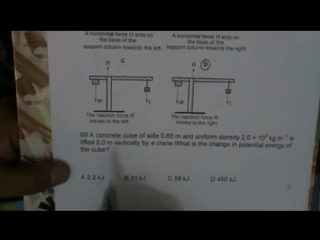 A horizontal force H acts on
the base of the
support column towards the left.
A horizontal force H acts on
the base of the
support column towards the right.
C
D
R
R
W
L
W
L
The reaction force R
moves to the left.
The reaction force R
moves to the right.
68 A concrete cube of side 0.60 m and uniform density 2.0 × 10³ kg m⁻³ is
lifted 5.0 m vertically by a crane What is the change in potential energy of
the cube?
A 2.2 kJ B kJ C 59 kJ D 460 kJ